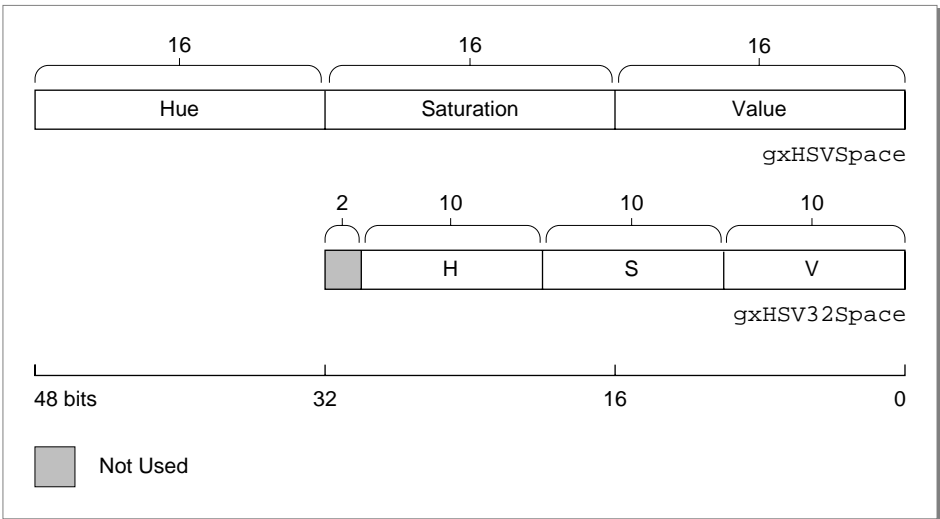 16 16 16
Hue Saturation Value
gxHSVSpace
2 10 10 10
H S V
gxHSV32Space
48 bits 32 16 0
Not Used